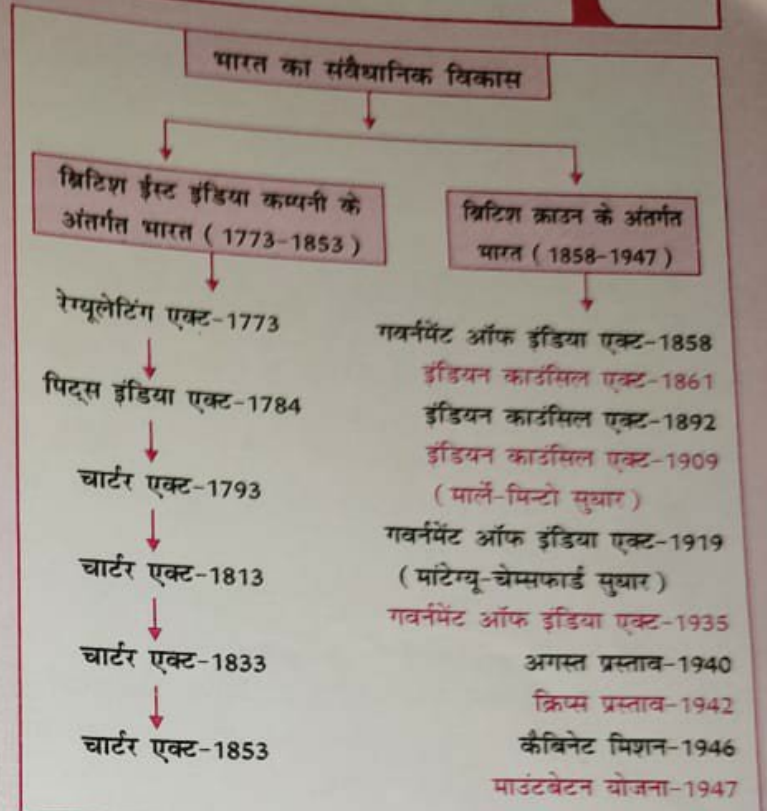 भारत का संवैधानिक विकास
ब्रिटिश ईस्ट इंडिया कम्पनी के
अंतर्गत भारत ( 1773-1853 )
रेग्यूलेटिंग एक्ट-1773
पिट्स इंडिया एक्ट-1784
चार्टर एक्ट-1793
चार्टर एक्ट-1813
चार्टर एक्ट-1833
चार्टर एक्ट-1853
ब्रिटिश क्राउन के अंतर्गत
भारत ( 1858-1947 )
गवर्नमेंट ऑफ इंडिया एक्ट-1858
इंडियन काउंसिल एक्ट-1861
इंडियन काउंसिल एक्ट-1892
इंडियन काउंसिल एक्ट-1909
( मार्ले-मिन्टो सुधार )
गवर्नमेंट ऑफ इंडिया एक्ट-1919
( मांटेग्यू-चेम्सफार्ड सुधार )
गवर्नमेंट ऑफ इंडिया एक्ट-1935
अगस्त प्रस्ताव-1940
क्रिप्स प्रस्ताव-1942
कैबिनेट मिशन-1946
माउंटबेटन योजना-1947